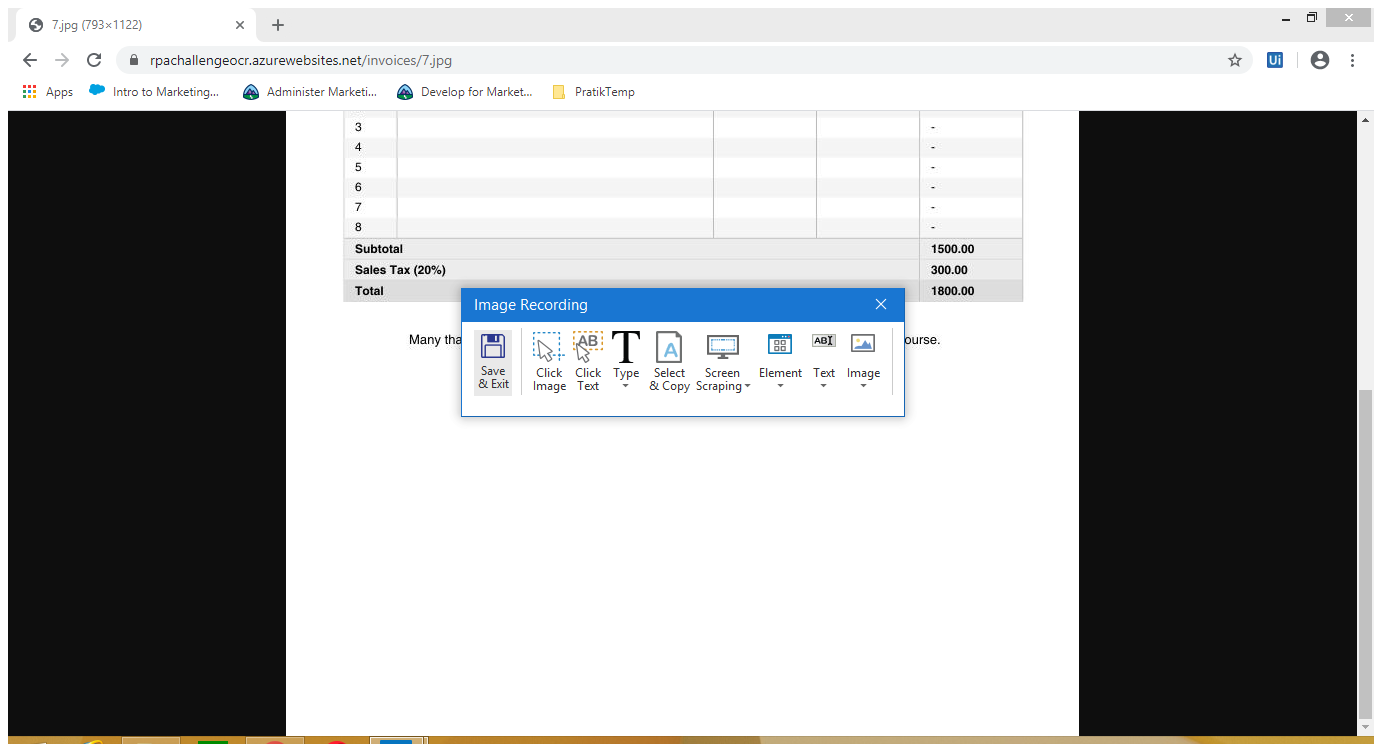 7.jpg (793×1122)
rpachallengeocr.azurewebsites.net/invoices/7.jpg
Ui
Apps Intro to Marketing... Administer Marketi... Develop for Market... PratikTemp
3 -
4 -
5 -
6 -
7 -
8 -
Subtotal 1500.00
Sales Tax (20%) 300.00
Total 1800.00
Image Recording
Many tha ourse.
AB T A ABI
Save & Exit
Click Image
Click Text
Type
Select & Copy
Screen Scraping
Element
Text
Image